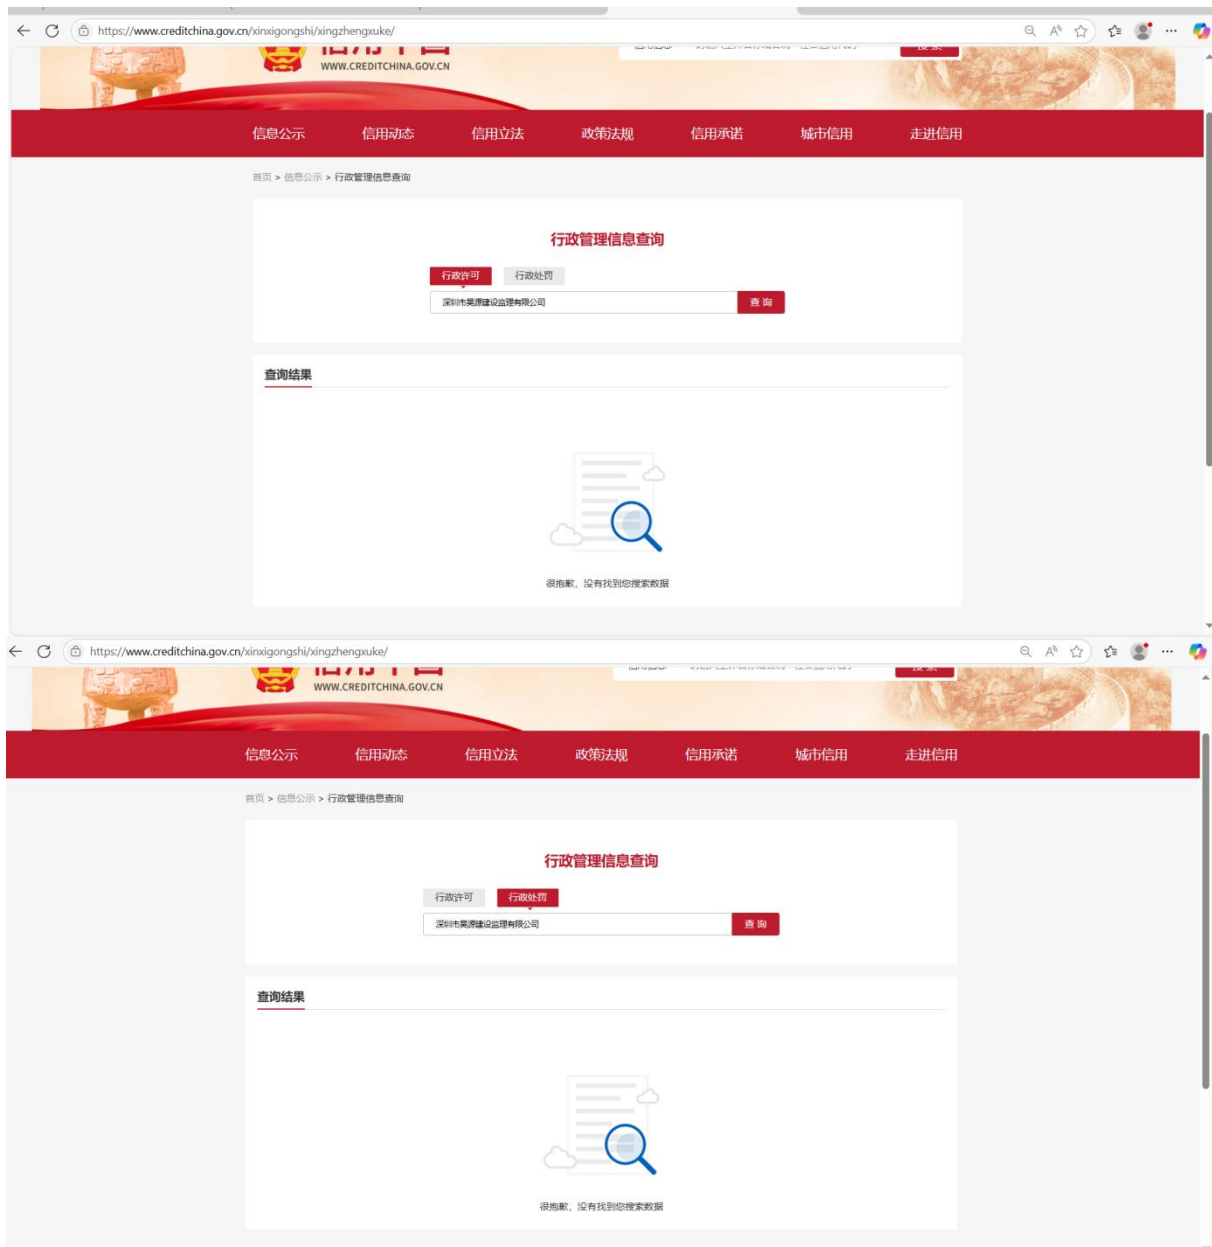 https://www.creditchina.gov.cn/xinxigongshi/xingzhengxuke/
WWW.CREDITCHINA.GOV.CN
信息公示 信用动态 信用立法 政策法规 信用承诺 城市信用 走进信用
首页 > 信息公示 > 行政管理信息查询
行政管理信息查询
行政许可 行政处罚
深圳市昊源建设监理有限公司 查询
查询结果
很抱歉，没有找到您搜索数据
https://www.creditchina.gov.cn/xinxigongshi/xingzhengxuke/
WWW.CREDITCHINA.GOV.CN
信息公示 信用动态 信用立法 政策法规 信用承诺 城市信用 走进信用
首页 > 信息公示 > 行政管理信息查询
行政管理信息查询
行政许可 行政处罚
深圳市昊源建设监理有限公司 查询
查询结果
很抱歉，没有找到您搜索数据